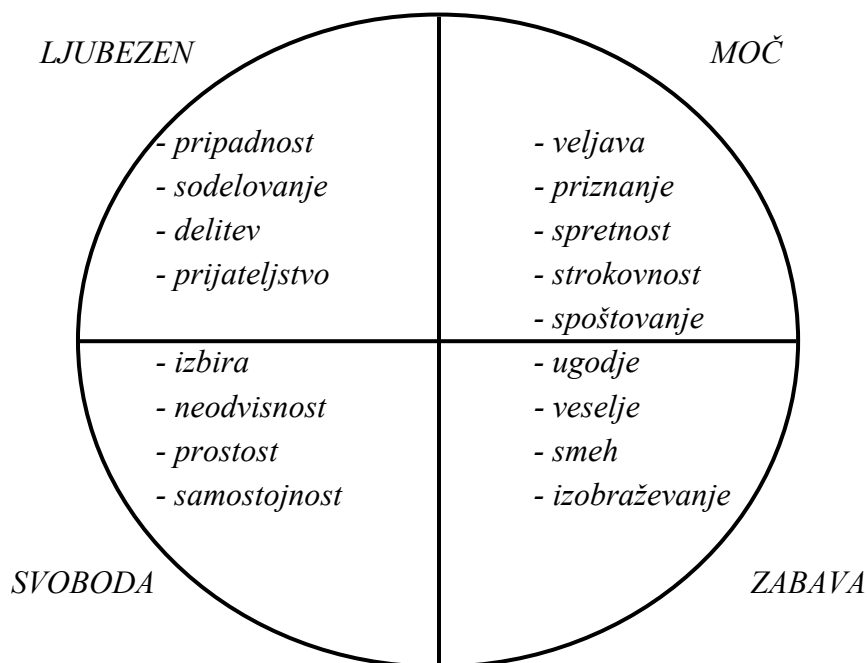 LJUBEZEN
MOČ
- pripadnost
- sodelovanje
- delitev
- prijateljstvo
- veljava
- priznanje
- spretnost
- strokovnost
- spoštovanje
- izbira
- neodvisnost
- prostost
- samostojnost
- ugodje
- veselje
- smeh
- izobraževanje
SVOBODA
ZABAVA